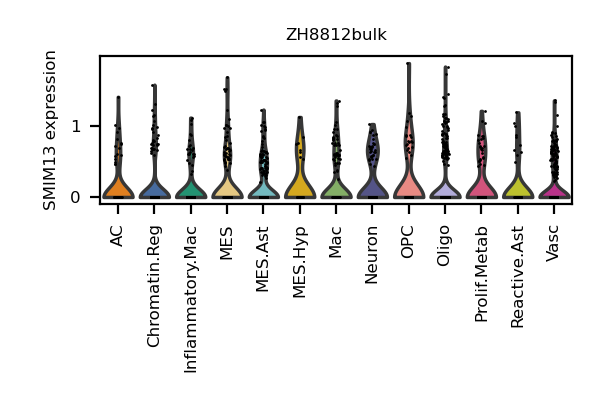 ZH8812bulk
SMIM13 expression
1
0
AC
Chromatin.Reg
Inflammatory.Mac
MES
MES.Ast
MES.Hyp
Mac
Neuron
OPC
Oligo
Prolif.Metab
Reactive.Ast
Vasc